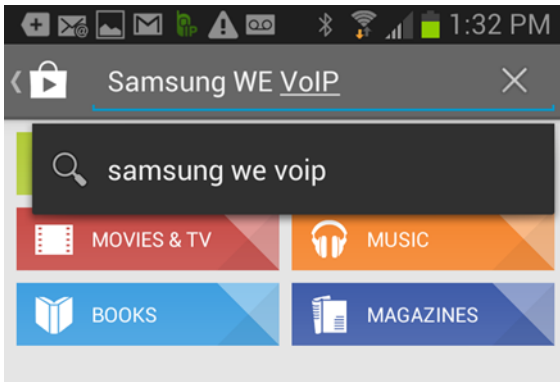 1:32 PM
Samsung WE VoIP
samsung we voip
MOVIES & TV
MUSIC
BOOKS
MAGAZINES